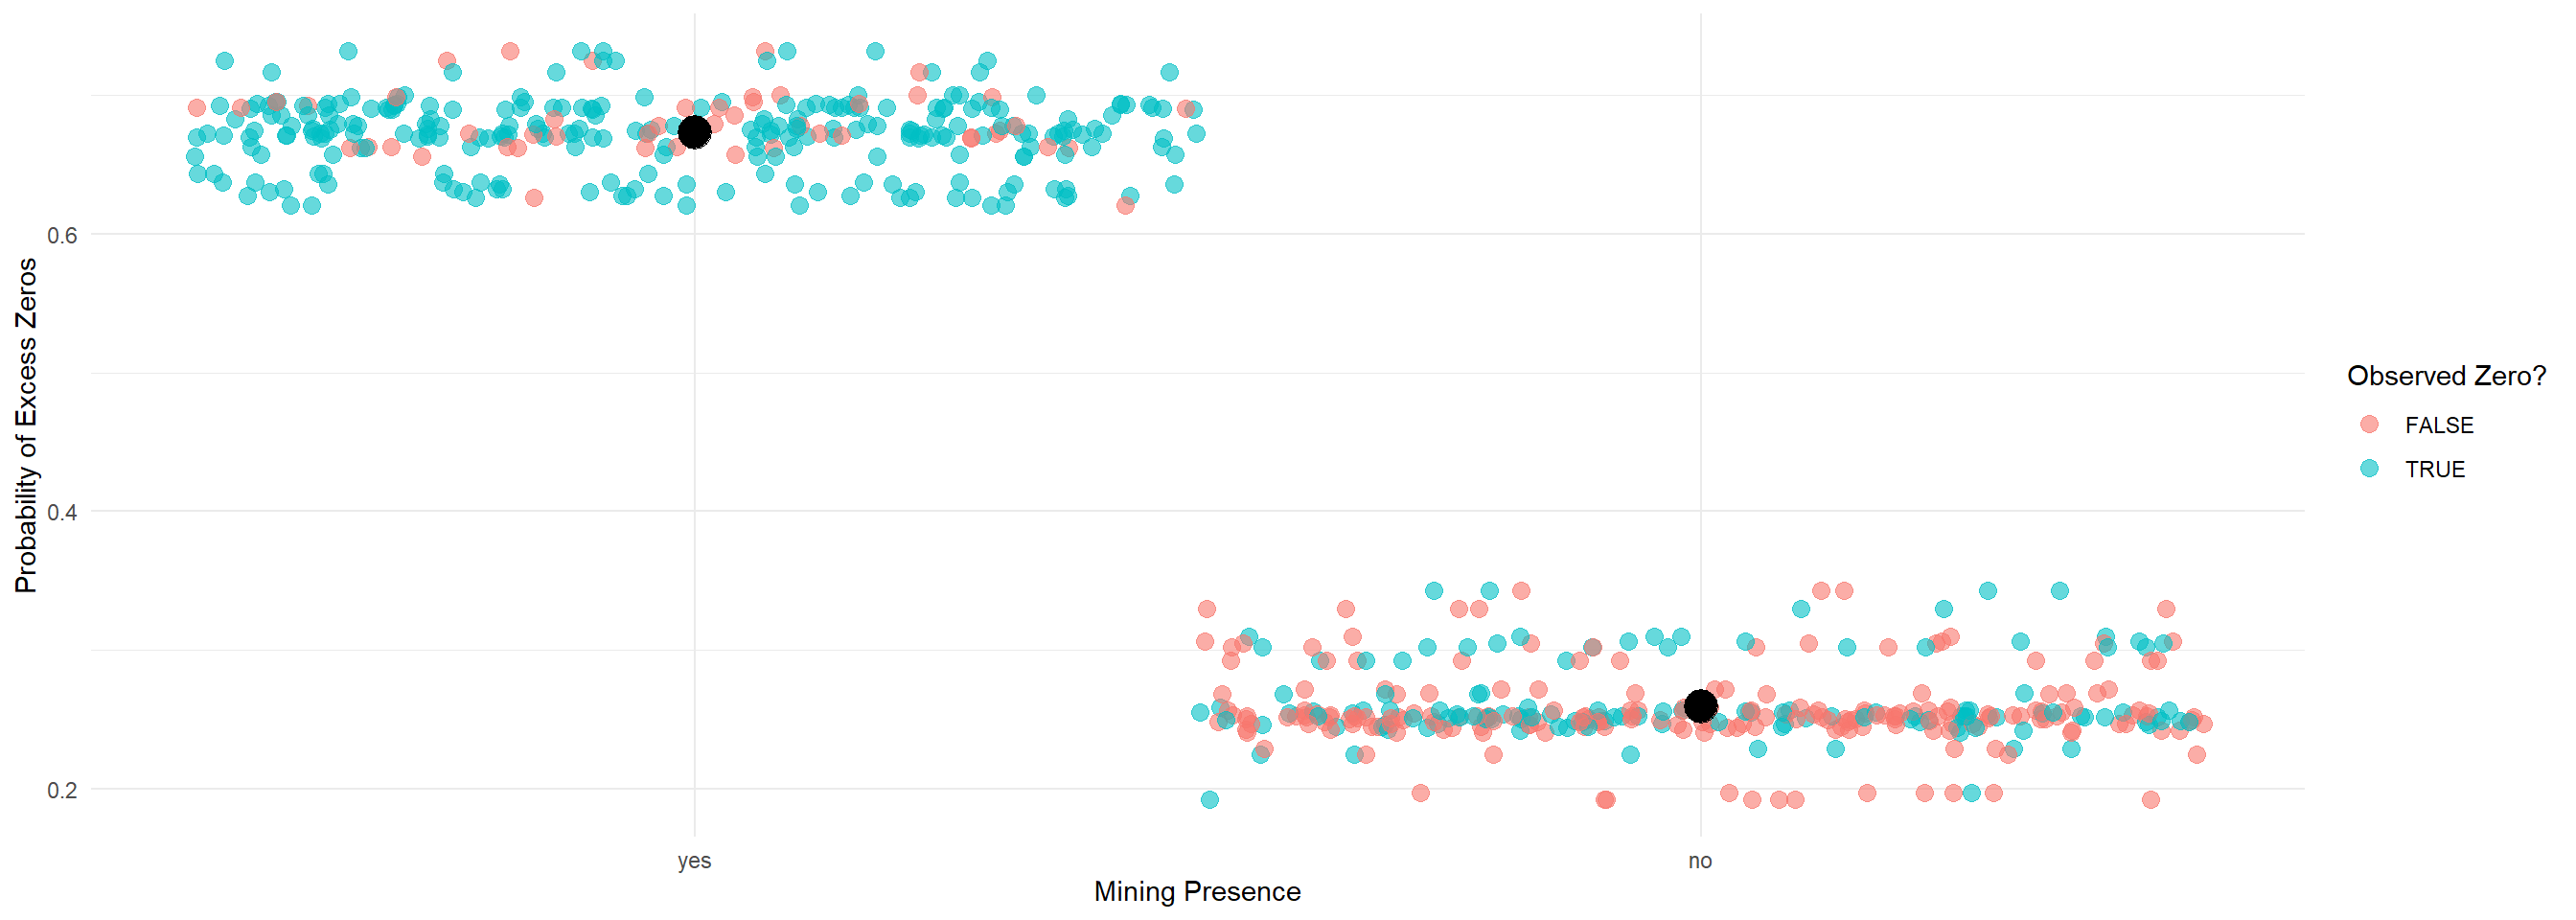 Probability of Excess Zeros
0.6
0.4
0.2
yes
no
Mining Presence
Observed Zero?
FALSE
TRUE